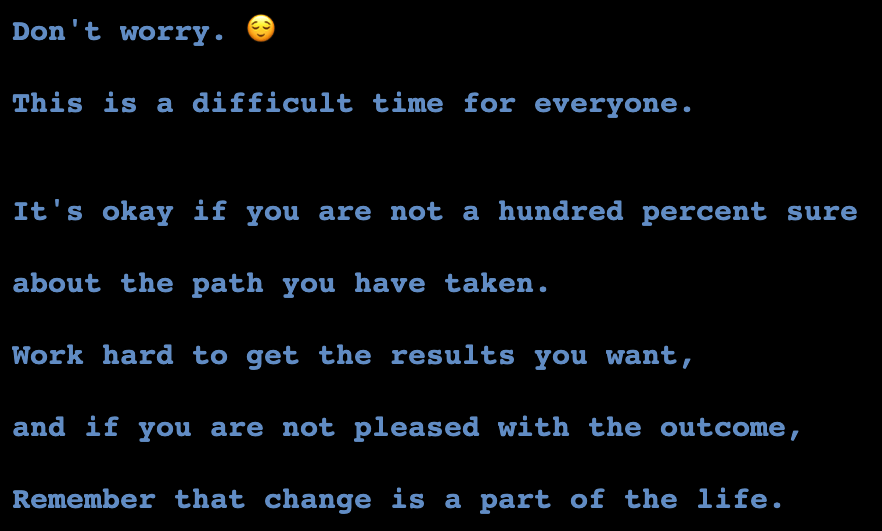 Don't worry. 😌
This is a difficult time for everyone.
It's okay if you are not a hundred percent sure
about the path you have taken.
Work hard to get the results you want,
and if you are not pleased with the outcome,
Remember that change is a part of the life.